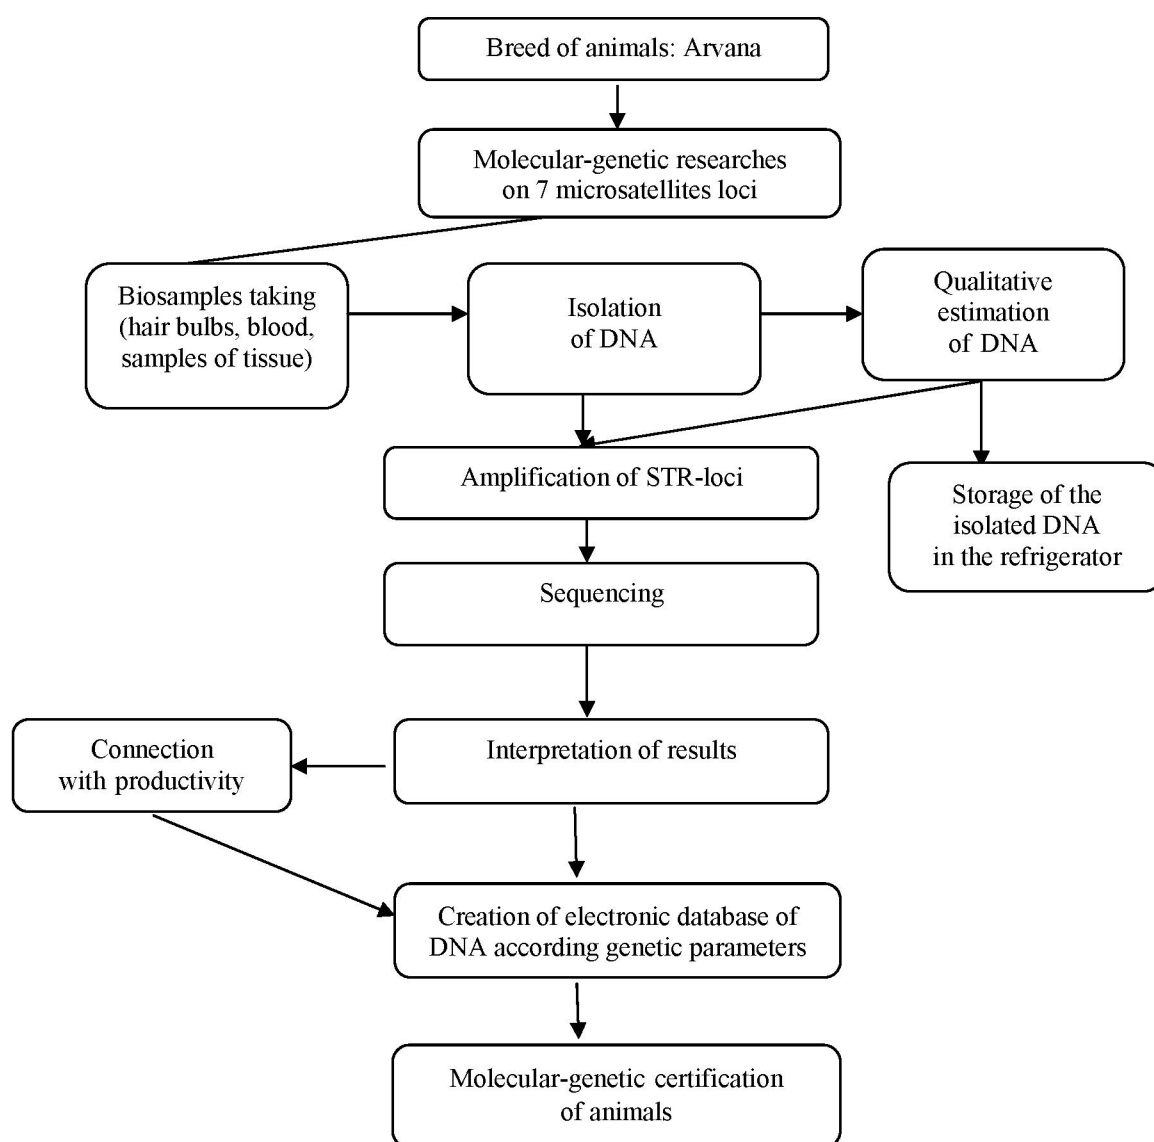 Breed of animals: Arvana
Molecular-genetic researches
on 7 microsatellites loci
Biosamples taking
(hair bulbs, blood,
samples of tissue)
Isolation
of DNA
Qualitative
estimation
of DNA
Amplification of STR-loci
Storage of the
isolated DNA
in the refrigerator
Sequencing
Connection
with productivity
Interpretation of results
Creation of electronic database of
DNA according genetic parameters
Molecular-genetic certification
of animals